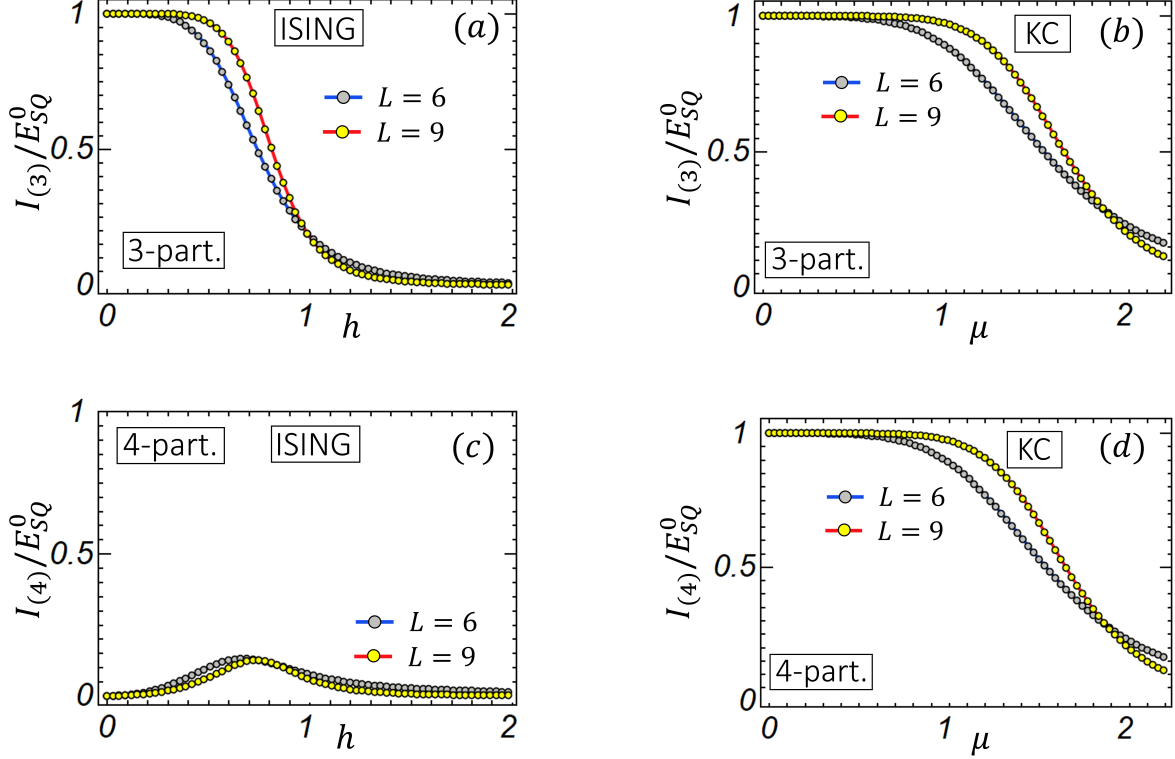 1
ISING
(a)
L = 6
L = 9
0.5
I(3)/E⁰SQ
3-part.
0
0
1
2
h
1
KC
(b)
L = 6
L = 9
0.5
I(3)/E⁰SQ
3-part.
0
0
1
2
μ
1
4-part.
ISING
(c)
0.5
I(4)/E⁰SQ
L = 6
L = 9
0
0
1
2
h
1
KC
(d)
L = 6
L = 9
0.5
I(4)/E⁰SQ
4-part.
0
0
1
2
μ